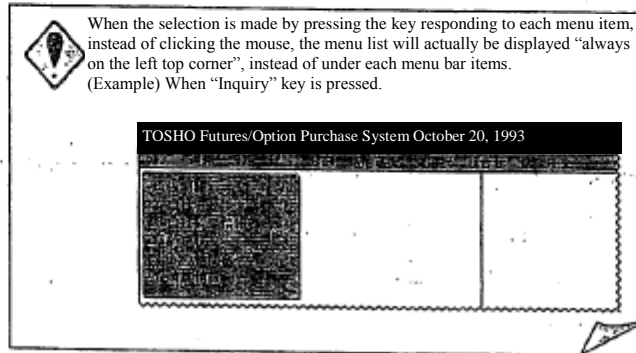 When the selection is made by pressing the key responding to each menu item,
instead of clicking the mouse, the menu list will actually be displayed “always
on the left top corner”, instead of under each menu bar items.
(Example) When “Inquiry” key is pressed.
TOSHO Futures/Option Purchase System October 20, 1993